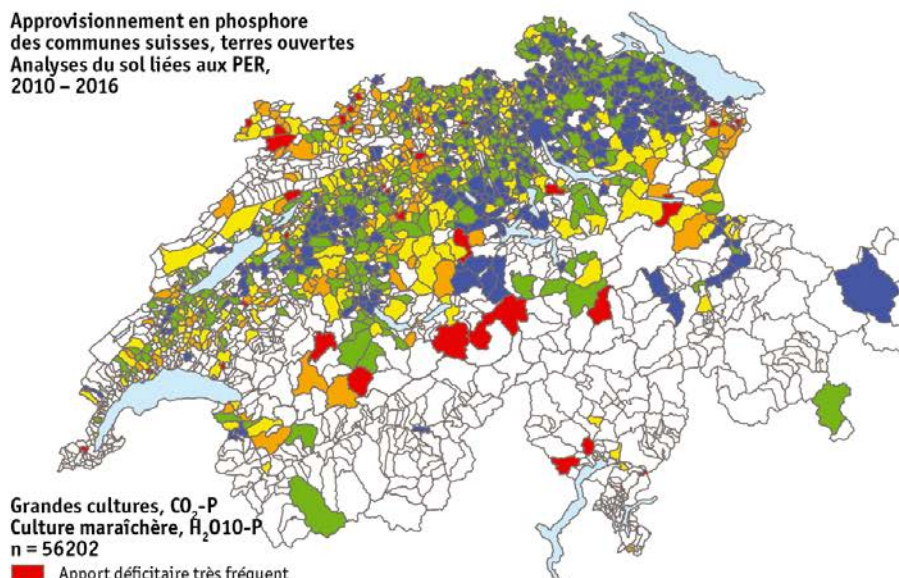 Approvisionnement en phosphore
des communes suisses, terres ouvertes
Analyses du sol liées aux PER,
2010 – 2016
Grandes cultures, CO₂-P
Culture maraîchère, H₂O10-P
n = 56202
Apport déficitaire très fréquent